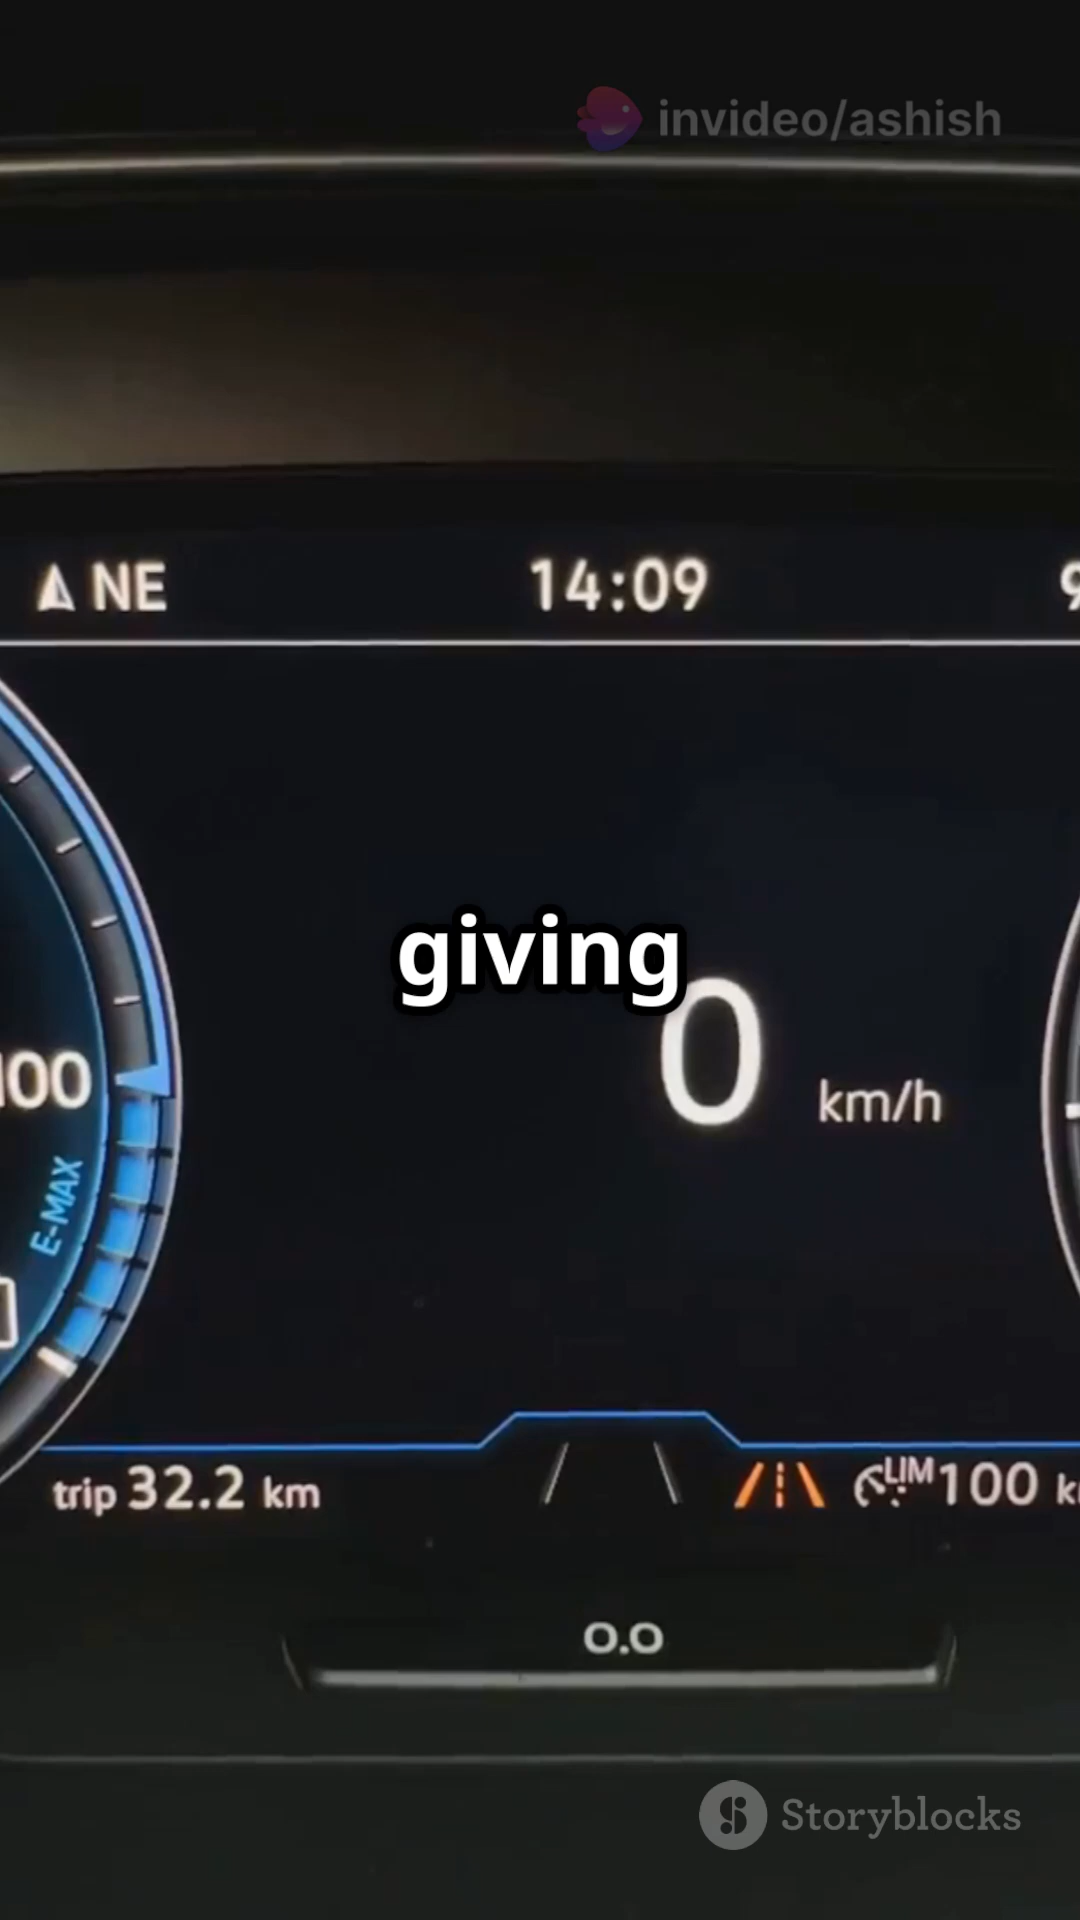 invideo/ashish
NE
14:09
9
giving
100
0 km/h
E-MAX
trip 32.2 km
LIM 100
0.0
Storyblocks